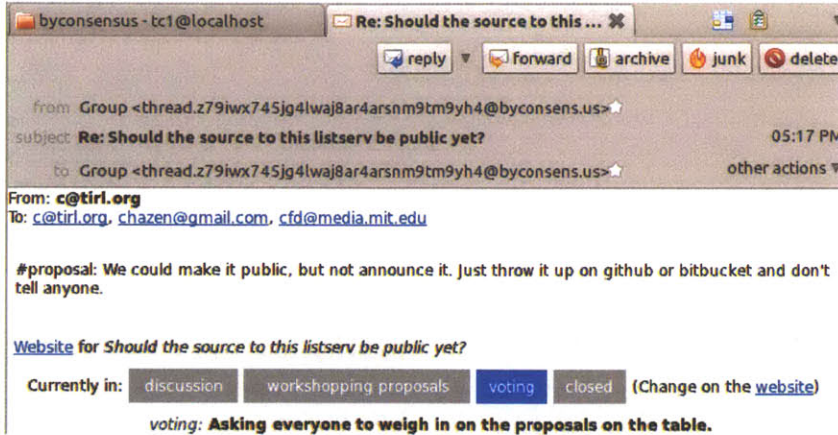 byconsensus - tc1@localhost
Re: Should the source to this ...
reply forward archive junk delete
from Group <thread.z79iwx745jg4lwaj8ar4arsnm9tm9yh4@byconsens.us>
subject Re: Should the source to this listserv be public yet? 05:17 PM
to Group <thread.z79iwx745jg4lwaj8ar4arsnm9tm9yh4@byconsens.us> other actions
From: c@tirl.org
To: c@tirl.org, chazen@gmail.com, cfd@media.mit.edu
#proposal: We could make it public, but not announce it. Just throw it up on github or bitbucket and don't
tell anyone.
Website for Should the source to this listserv be public yet?
Currently in: discussion workshopping proposals voting closed (Change on the website)
voting: Asking everyone to weigh in on the proposals on the table.